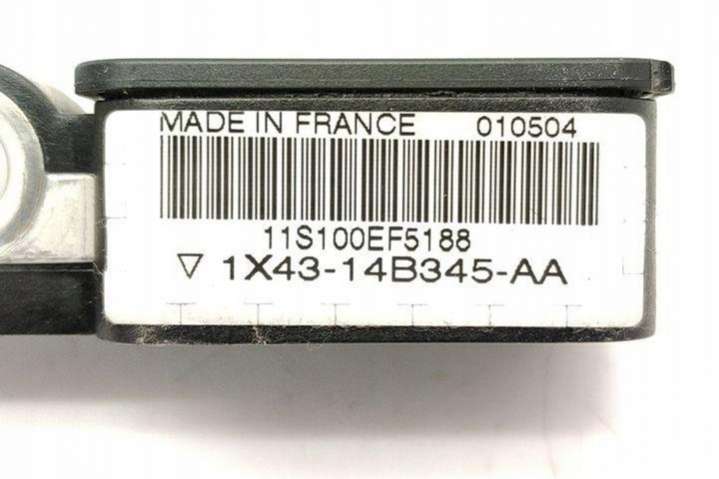 MADE IN FRANCE 010504
11S100EF5188
▽ 1X43-14B345-AA